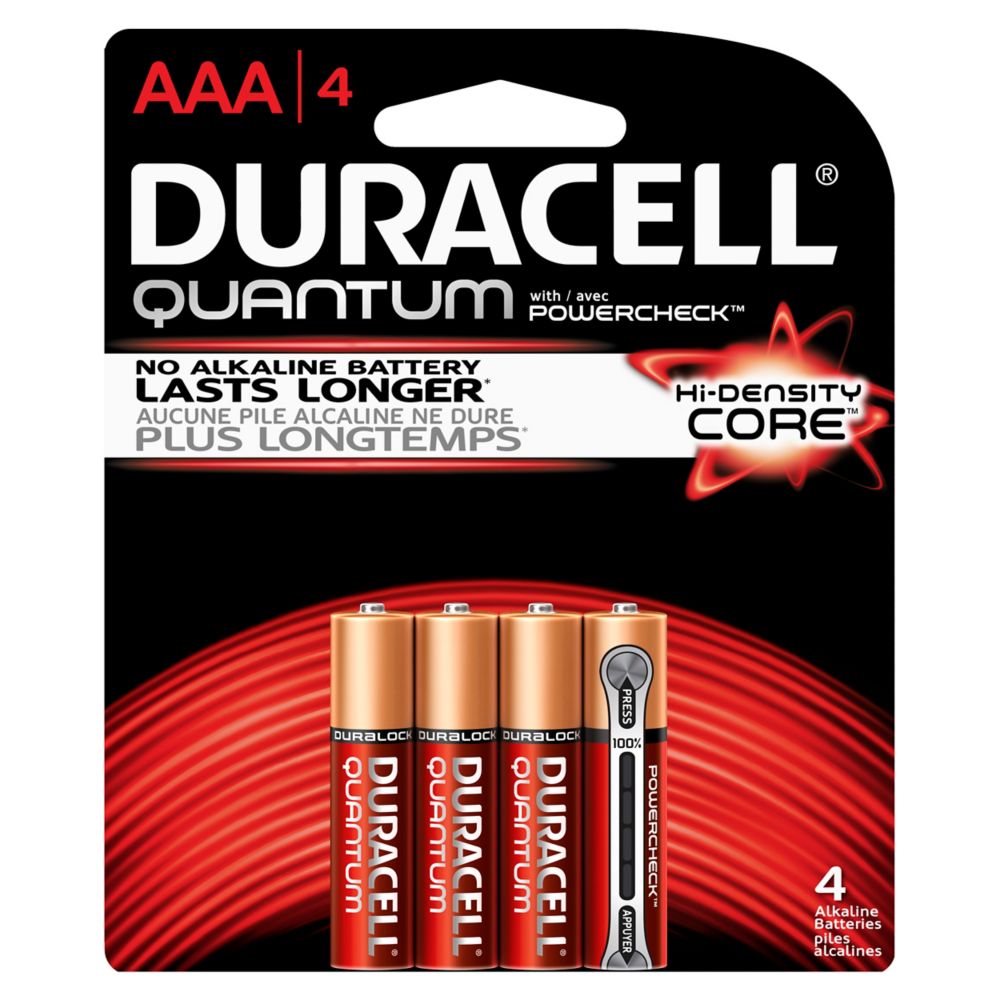 AAA | 4
DURACELL®
QUANTUM
with / avec
POWERCHECK™
NO ALKALINE BATTERY
LASTS LONGER*
AUCUNE PILE ALCALINE NE DURE
PLUS LONGTEMPS*
Hi-DENSITY
CORE™
DURALOCK
DURACELL®
QUANTUM
DURALOCK
DURACELL®
QUANTUM
DURALOCK
DURACELL®
QUANTUM
PRESS
100%
POWERCHECK™
APPUYER
4
Alkaline
Batteries
piles
alcalines